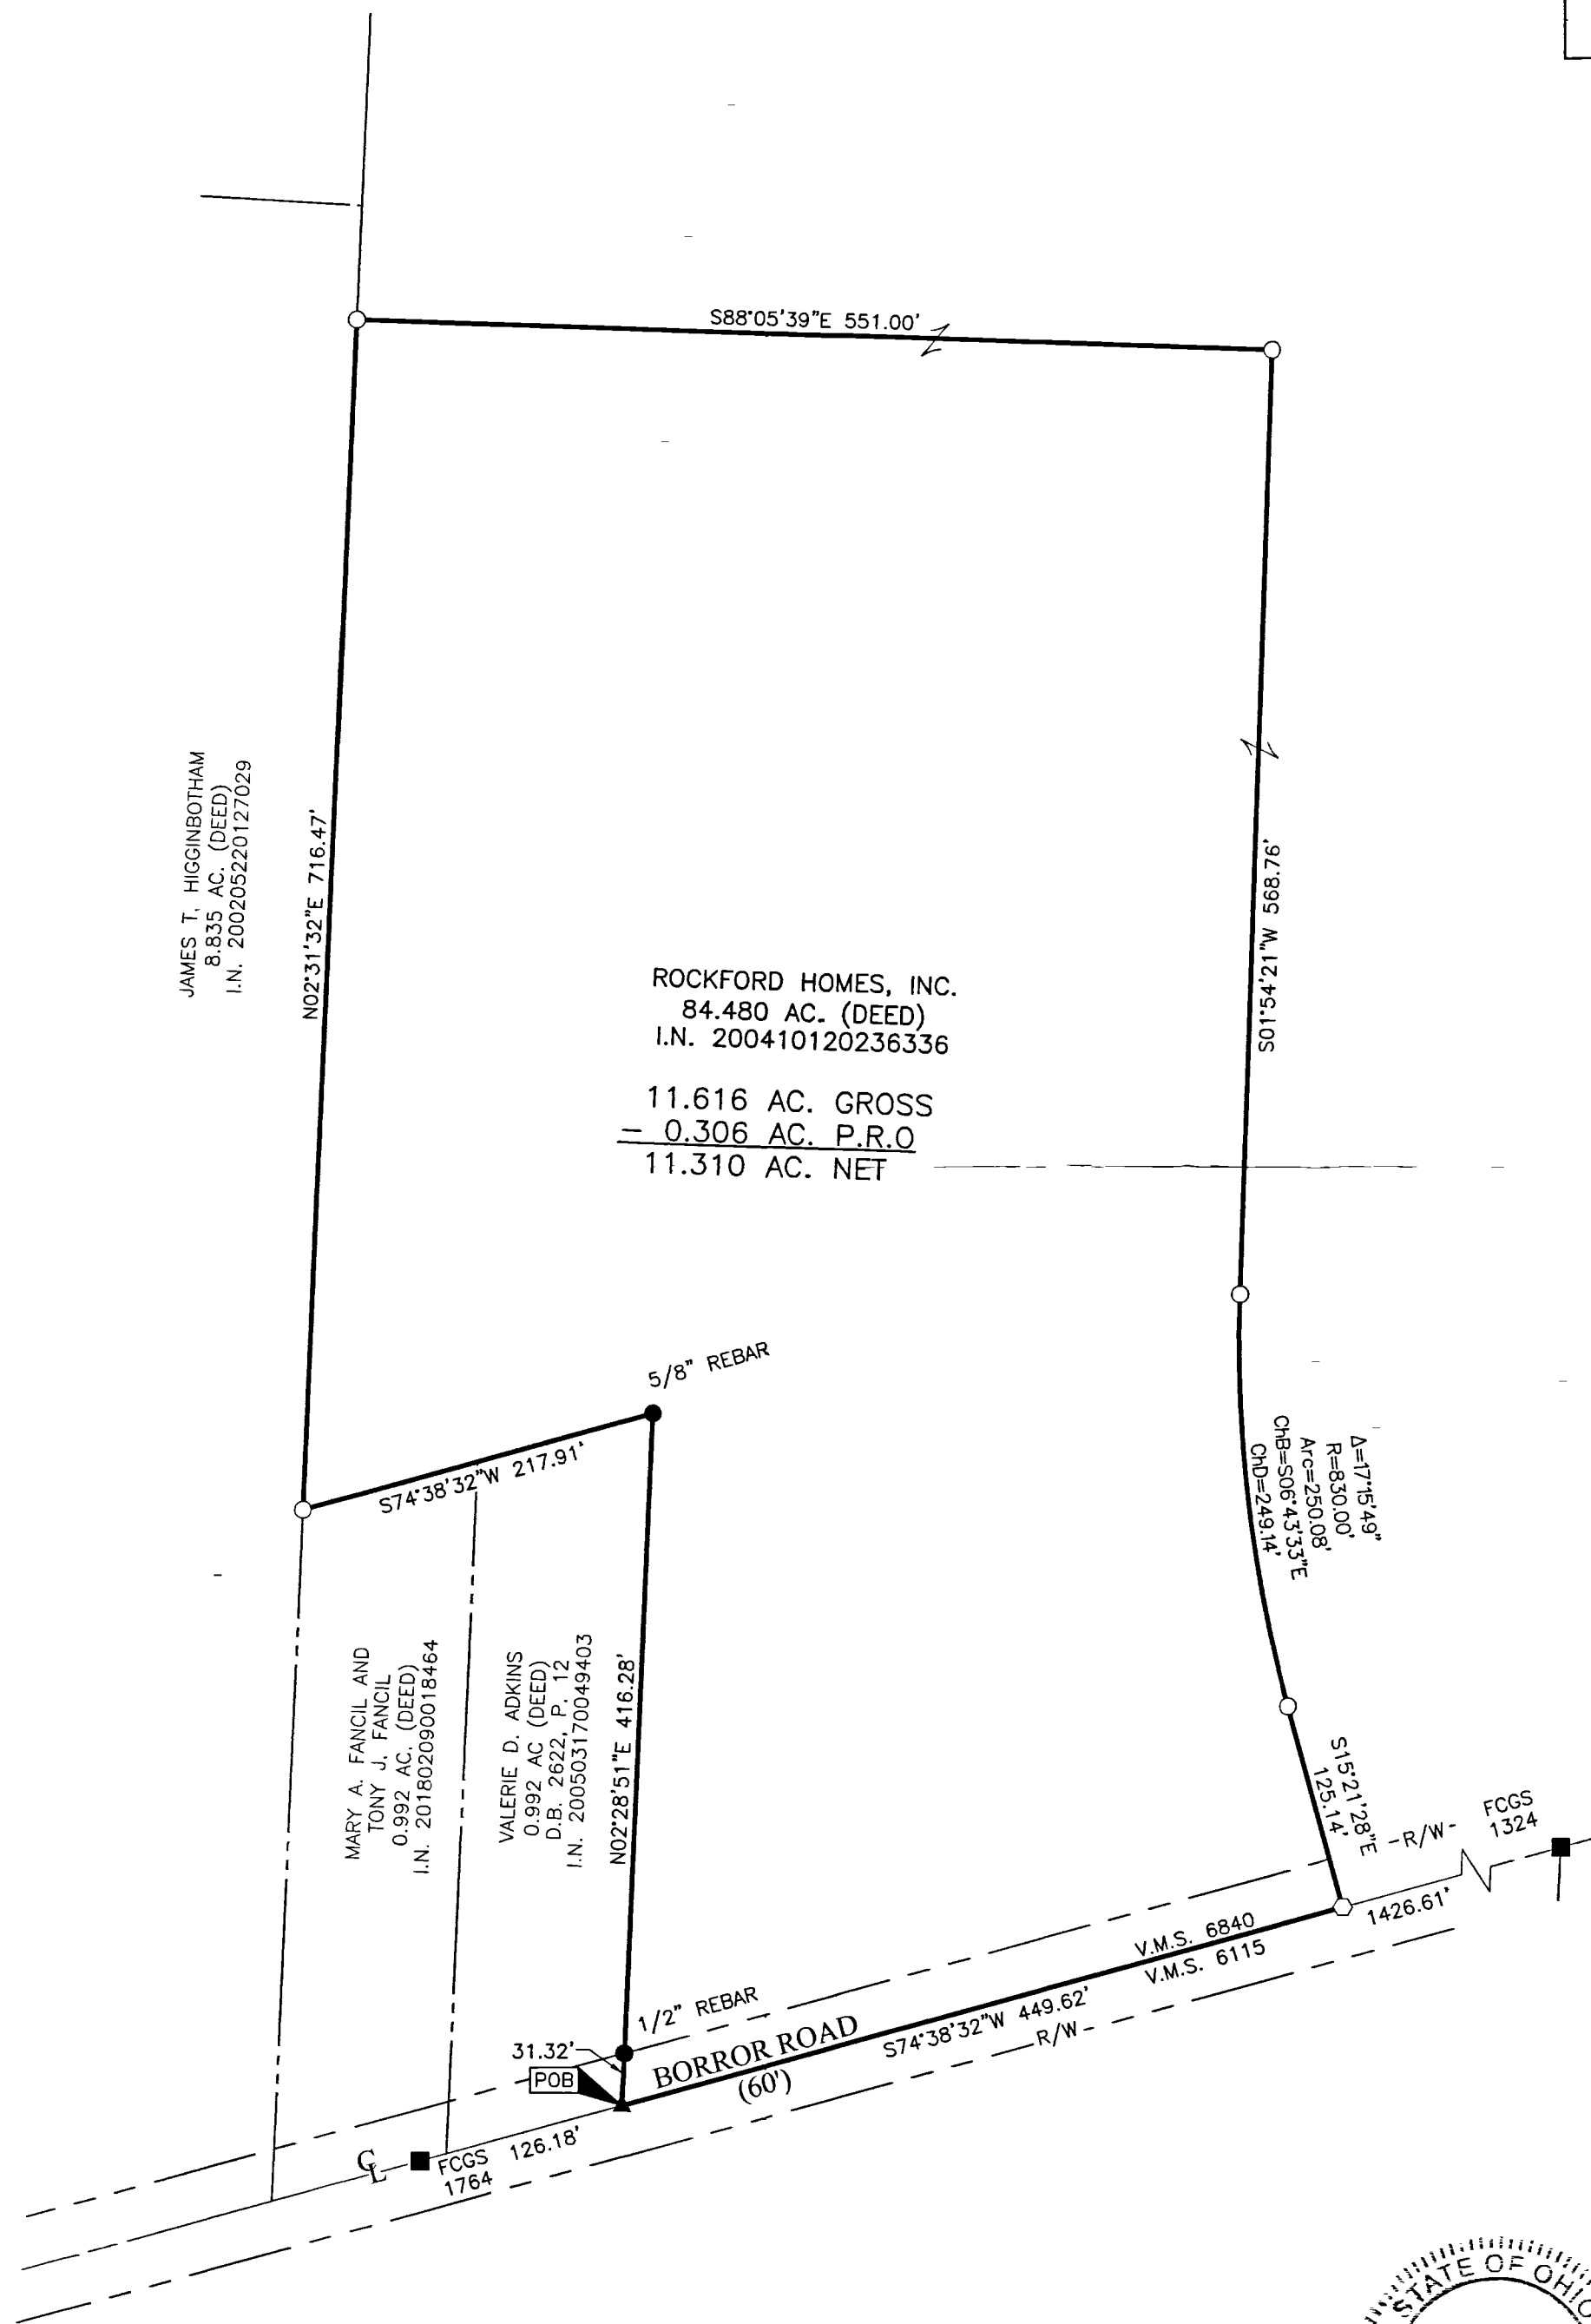 S88°05'39"E 551.00'
JAMES T. HIGGINBOTHAM
8.835 AC. (DEED)
I.N. 200205220127029
N02°31'32"E 716.47'
S01°54'21"W 568.76'
ROCKFORD HOMES, INC.
84.480 AC. (DEED)
I.N. 200410120236336
11.616 AC. GROSS
- 0.306 AC. P.R.O
11.310 AC. NET
5/8" REBAR
S74°38'32"W 217.91'
Δ=17°15'49"
R=830.00'
Arc=250.08'
ChB=S06°43'33"E
ChD=249.14'
MARY A. FANCIL AND
TONY J. FANCIL
0.992 AC. (DEED)
I.N. 201802090018464
VALERIE D. ADKINS
0.992 AC (DEED)
D.B. 2622, P. 12
I.N. 200503170049403
N02°28'51"E 416.28'
S15°21'28"E
125.14'
-R/W-
FCGS
1324
1426.61'
V.M.S. 6840
V.M.S. 6115
1/2" REBAR
31.32'
POB
BORROR ROAD
(60')
S74°38'32"W 449.62'
R/W-
CL
FCGS
1764
126.18'
STATE OF OHIO